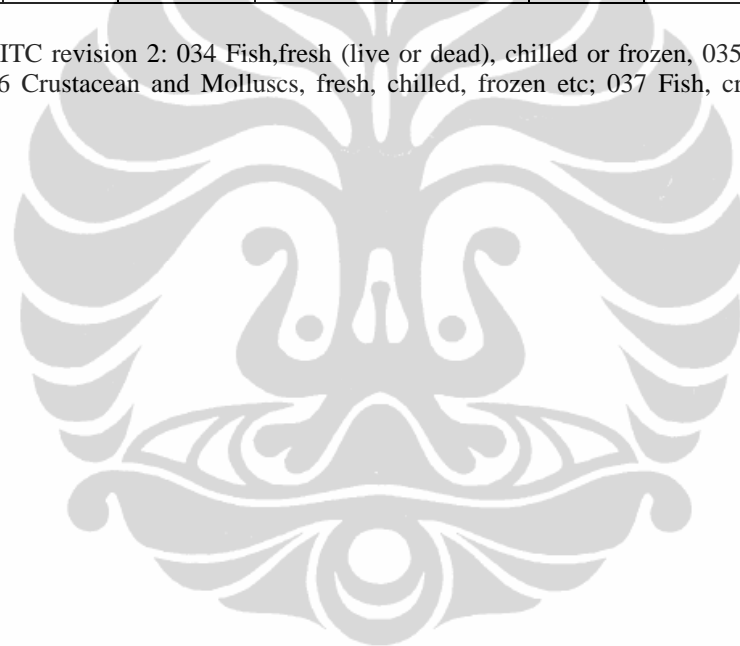 ITC revision 2: 034 Fish,fresh (live or dead), chilled or frozen, 035
6 Crustacean and Molluscs, fresh, chilled, frozen etc; 037 Fish, cr